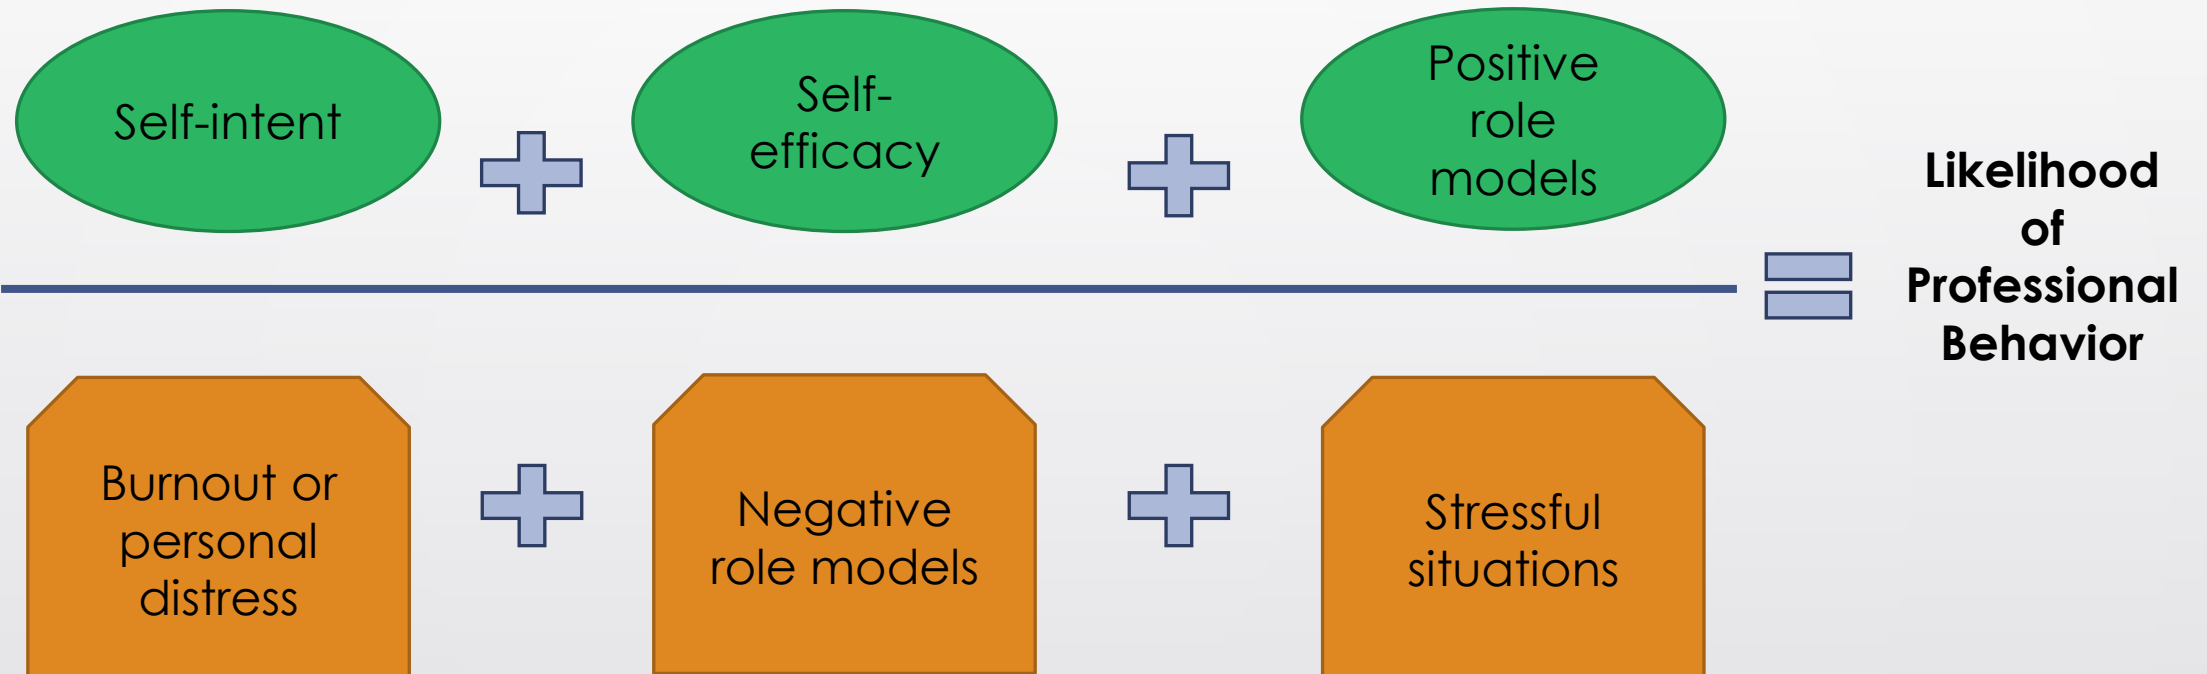 Self-intent
Self-
efficacy
Positive
role
models
Likelihood
of
Professional
Behavior
Burnout or
personal
distress
Negative
role models
Stressful
situations